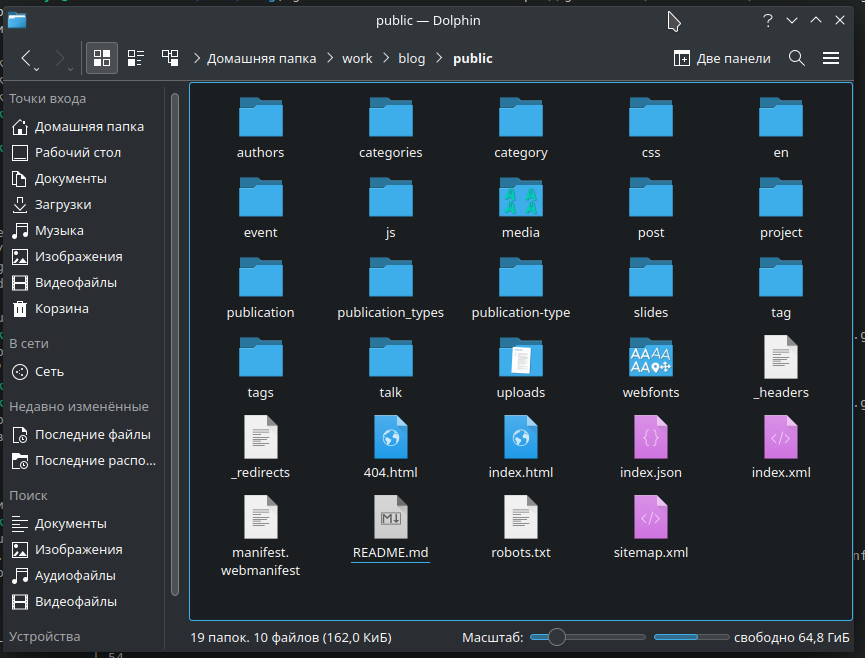 public — Dolphin
Домашняя папка
work
blog
public
Две панели
Точки входа
Домашняя папка
Рабочий стол
Документы
Загрузки
Музыка
Изображения
Видеофайлы
Корзина
В сети
Сеть
Недавно изменённые
Последние файлы
Последние распо...
Поиск
Документы
Изображения
Аудиофайлы
Видеофайлы
Устройства
authors
categories
category
css
en
event
js
media
post
project
publication
publication_types
publication-type
slides
tag
tags
talk
uploads
webfonts
_headers
_redirects
404.html
index.html
index.json
index.xml
manifest.
webmanifest
README.md
robots.txt
sitemap.xml
19 папок. 10 файлов (162,0 КиБ)
Масштаб:
свободно 64,8 ГиБ